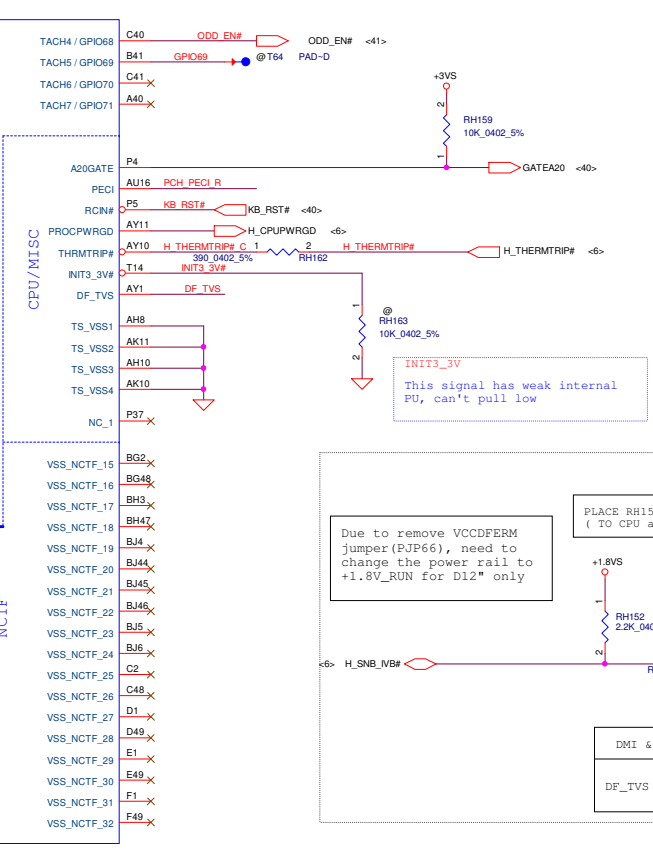 TACH4 / GPIO68 C40 ODD_EN# ODD_EN# <41>
TACH5 / GPIO69 B41 GPIO69 @ T64 PAD~D
TACH6 / GPIO70 C41
TACH7 / GPIO71 A40
+3VS
2
RH159
10K_0402_5%
1
A20GATE P4 GATEA20 <40>
PECI AU16 PCH_PECI_R
RCIN# P5 KB_RST# KB_RST# <40>
PROCPWRGD AY11 H_CPUPWRGD <6>
THRMTRIP# AY10 H_THERMTRIP#_C 1 2 H_THERMTRIP# H_THERMTRIP# <6>
390_0402_5% RH162
INIT3_3V# T14 INIT3_3V#
DF_TVS AY1 DF_TVS
CPU/MISC
1
@
RH163
10K_0402_5%
2
TS_VSS1 AH8
TS_VSS2 AK11
TS_VSS3 AH10
TS_VSS4 AK10
INIT3_3V
This signal has weak internal
PU, can't pull low
NC_1 P37
VSS_NCTF_15 BG2
VSS_NCTF_16 BG48
VSS_NCTF_17 BH3
VSS_NCTF_18 BH47
VSS_NCTF_19 BJ4
VSS_NCTF_20 BJ44
VSS_NCTF_21 BJ45
VSS_NCTF_22 BJ46
VSS_NCTF_23 BJ5
VSS_NCTF_24 BJ6
VSS_NCTF_25 C2
VSS_NCTF_26 C48
VSS_NCTF_27 D1
VSS_NCTF_28 D49
VSS_NCTF_29 E1
VSS_NCTF_30 E49
VSS_NCTF_31 F1
VSS_NCTF_32 F49
NCTF
Due to remove VCCDFERM
jumper(PJP66), need to
change the power rail to
+1.8V_RUN for D12" only
PLACE RH15
( TO CPU a
+1.8VS
1
RH152
2.2K_040
2
<6> H_SNB_IVB#
R
DMI &
DF_TVS